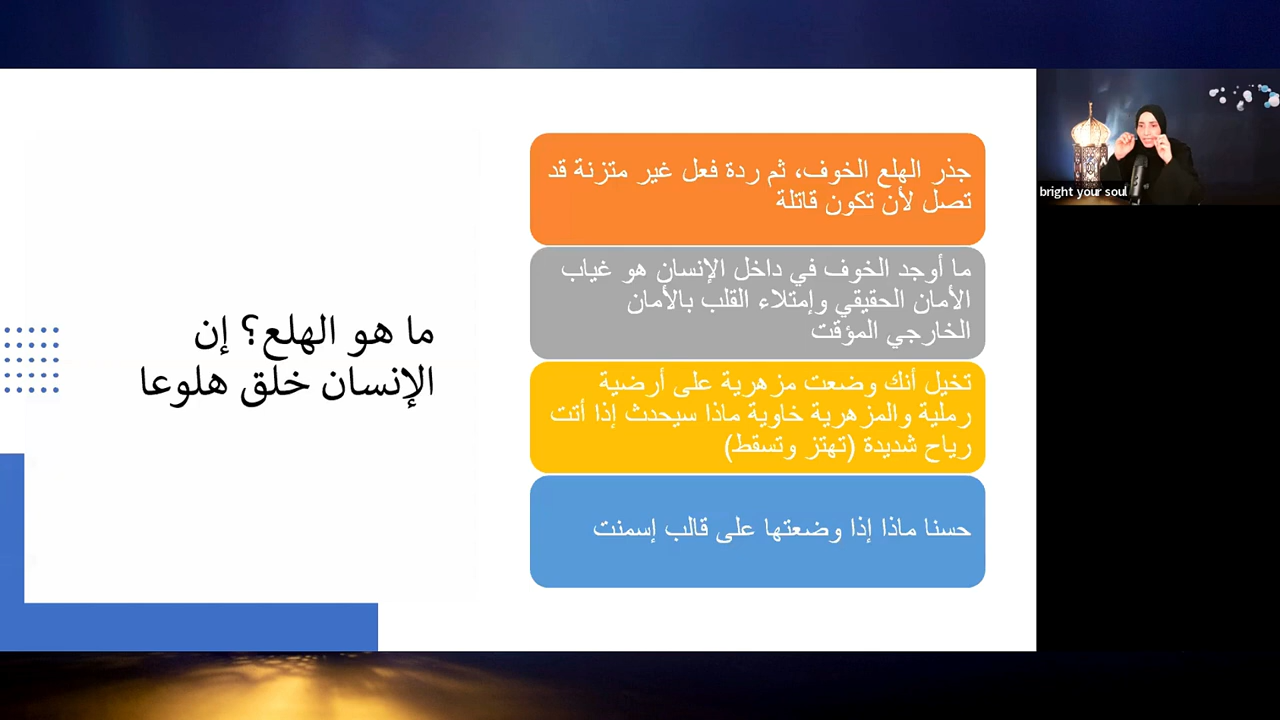 ما هو الهلع؟ إن
الإنسان خلق هلوعا
جذر الهلع الخوف، ثم ردة فعل غير متزنة قد
تصل لأن تكون قاتلة
ما أوجد الخوف في داخل الإنسان هو غياب
الأمان الحقيقي وإمتلاء القلب بالأمان
الخارجي المؤقت
تخيل أنك وضعت مزهرية على أرضية
رملية والمزهرية خاوية ماذا سيحدث إذا أتت
رياح شديدة (تهتز وتسقط)
حسنا ماذا إذا وضعتها على قالب إسمنت
bright your soul